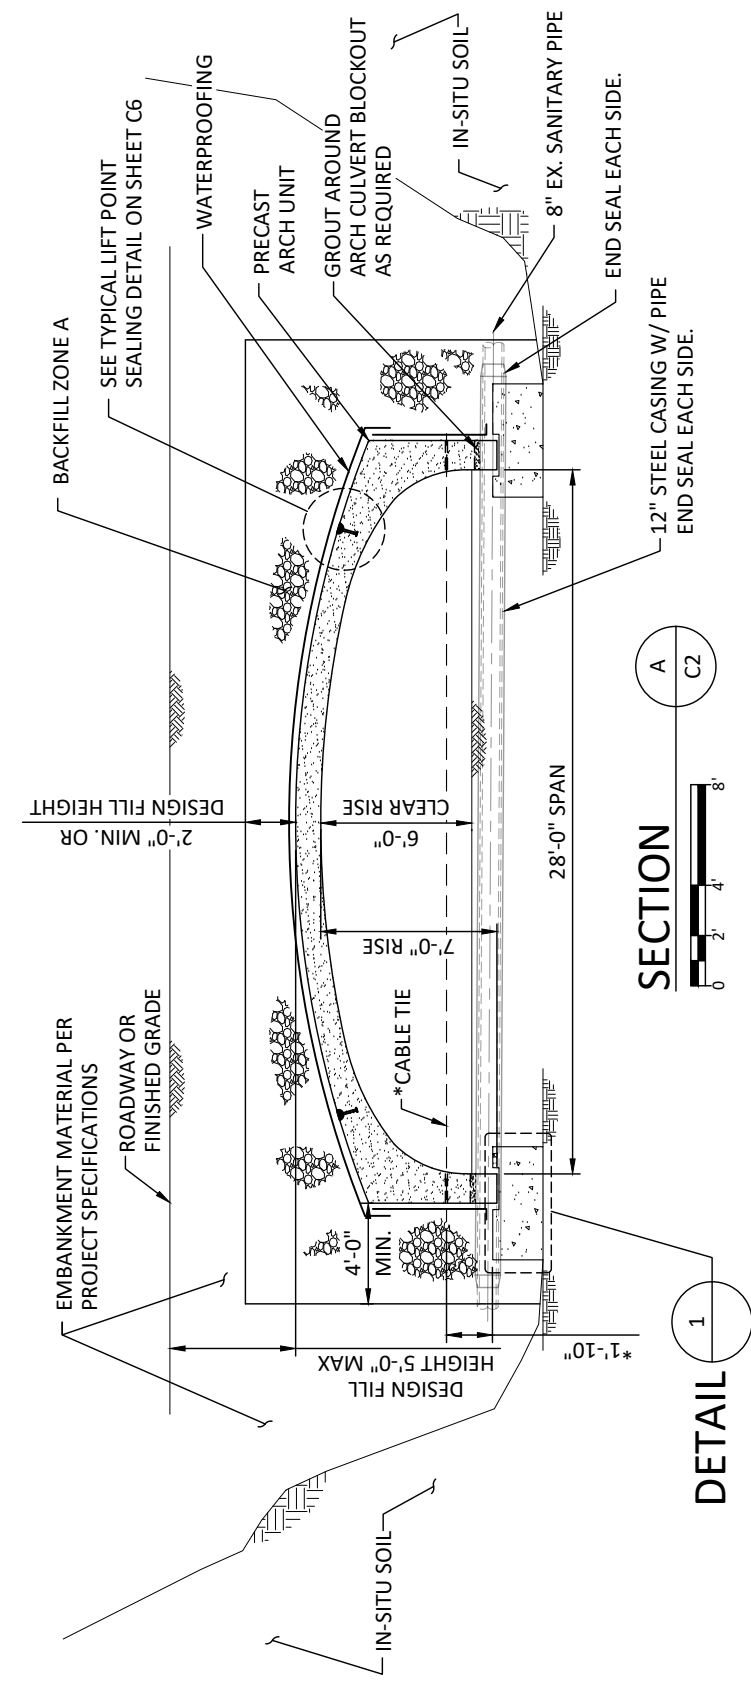 EMBANKMENT MATERIAL PER
PROJECT SPECIFICATIONS
ROADWAY OR
FINISHED GRADE
2'-0" MIN. OR
DESIGN FILL HEIGHT
BACKFILL ZONE A
SEE TYPICAL LIFT POINT
SEALING DETAIL ON SHEET C6
WATERPROOFING
PRECAST
ARCH UNIT
GROUT AROUND
ARCH CULVERT BLOCKOUT
AS REQUIRED
IN-SITU SOIL
8" EX. SANITARY PIPE
END SEAL EACH SIDE.
12" STEEL CASING W/ PIPE
END SEAL EACH SIDE.
DESIGN FILL
HEIGHT 5'-0" MAX
4'-0"
MIN.
*CABLE TIE
7'-0" RISE
6'-0"
CLEAR RISE
IN-SITU SOIL
*1'-10"
28'-0" SPAN
DETAIL
1
SECTION
A
C2
0
2'
4'
8'